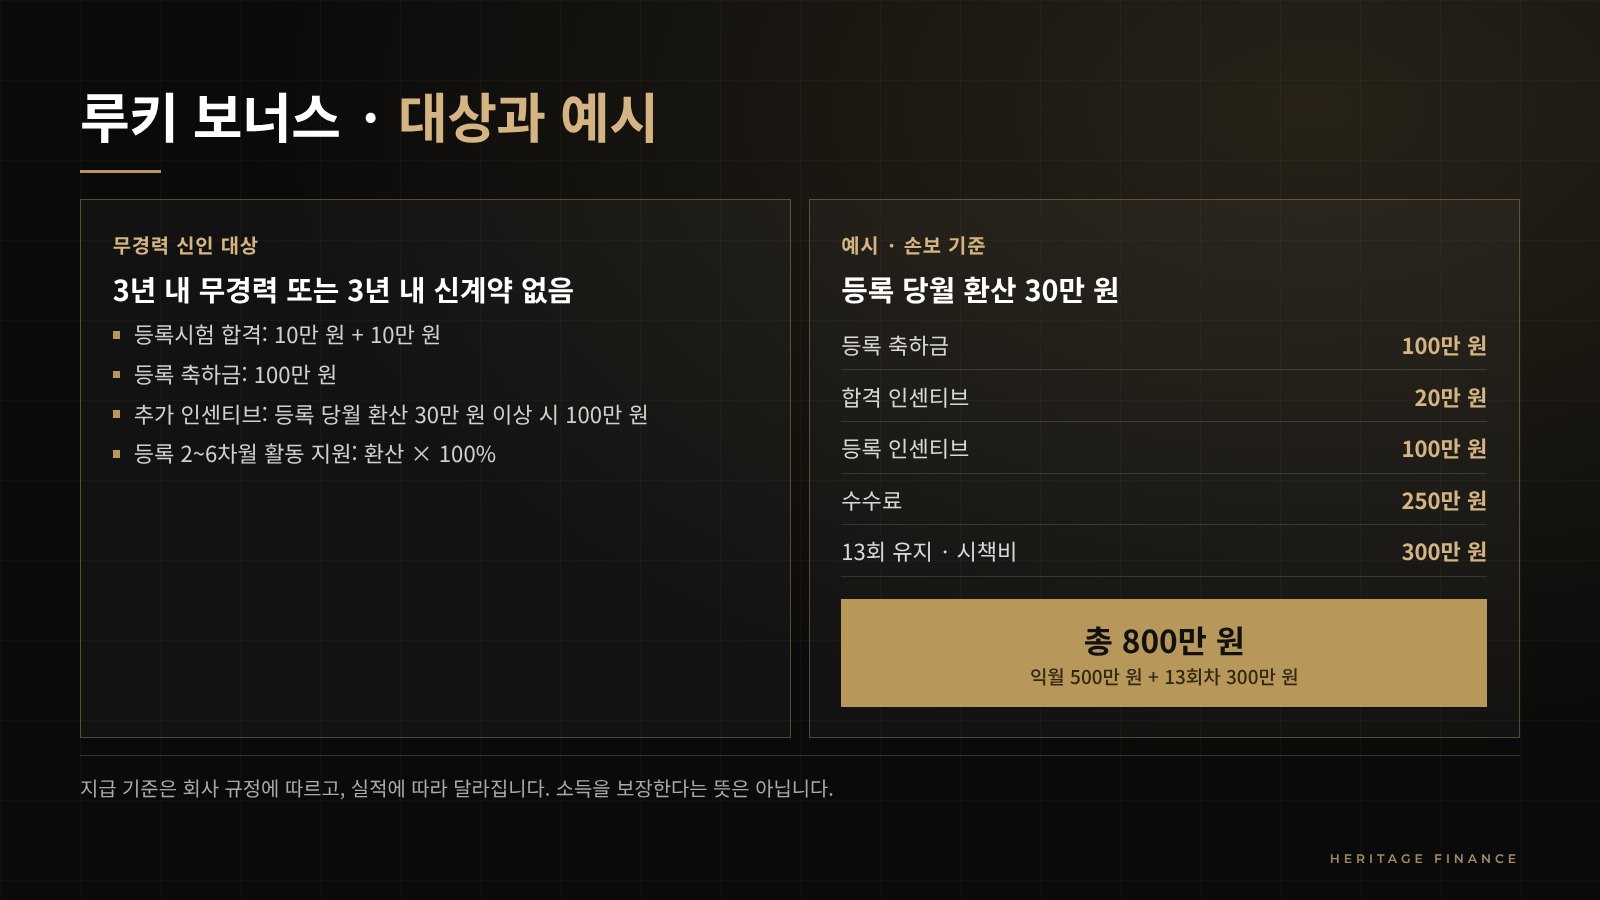 루키 보너스 · 대상과 예시
무경력 신인 대상
3년 내 무경력 또는 3년 내 신계약 없음
등록시험 합격: 10만 원 + 10만 원
등록 축하금: 100만 원
추가 인센티브: 등록 당월 환산 30만 원 이상 시 100만 원
등록 2~6차월 활동 지원: 환산 × 100%
예시 · 손보 기준
등록 당월 환산 30만 원
등록 축하금 100만 원
합격 인센티브 20만 원
등록 인센티브 100만 원
수수료 250만 원
13회 유지 · 시책비 300만 원
총 800만 원
익월 500만 원 + 13회차 300만 원
지급 기준은 회사 규정에 따르고, 실적에 따라 달라집니다. 소득을 보장한다는 뜻은 아닙니다.
HERITAGE FINANCE